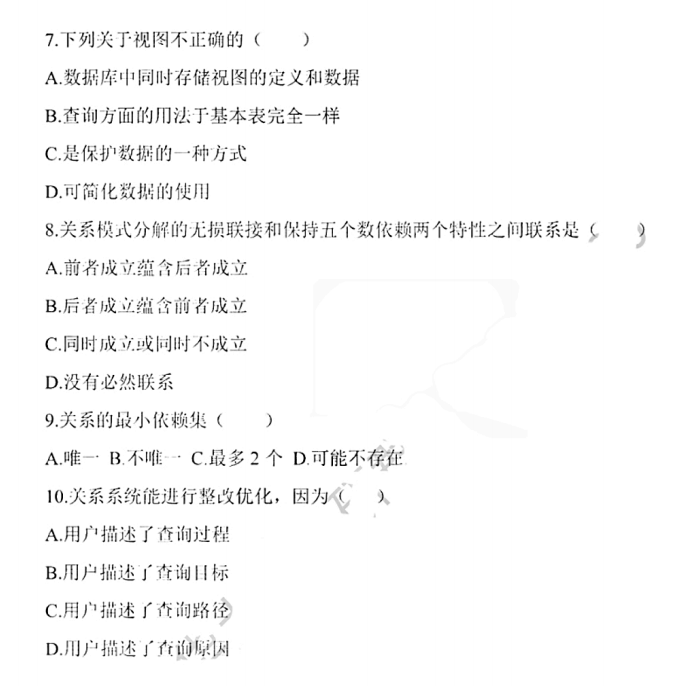 7.下列关于视图不正确的（　　）
A.数据库中同时存储视图的定义和数据
B.查询方面的用法于基本表完全一样
C.是保护数据的一种方式
D.可简化数据的使用
8.关系模式分解的无损联接和保持五个数依赖两个特性之间联系是（　　）
A.前者成立蕴含后者成立
B.后者成立蕴含前者成立
C.同时成立或同时不成立
D.没有必然联系
9.关系的最小依赖集（　　）
A.唯一 B.不唯一 C.最多 2 个 D.可能不存在
10.关系系统能进行整改优化，因为（　　）
A.用户描述了查询过程
B.用户描述了查询目标
C.用户描述了查询路径
D.用户描述了查询原因